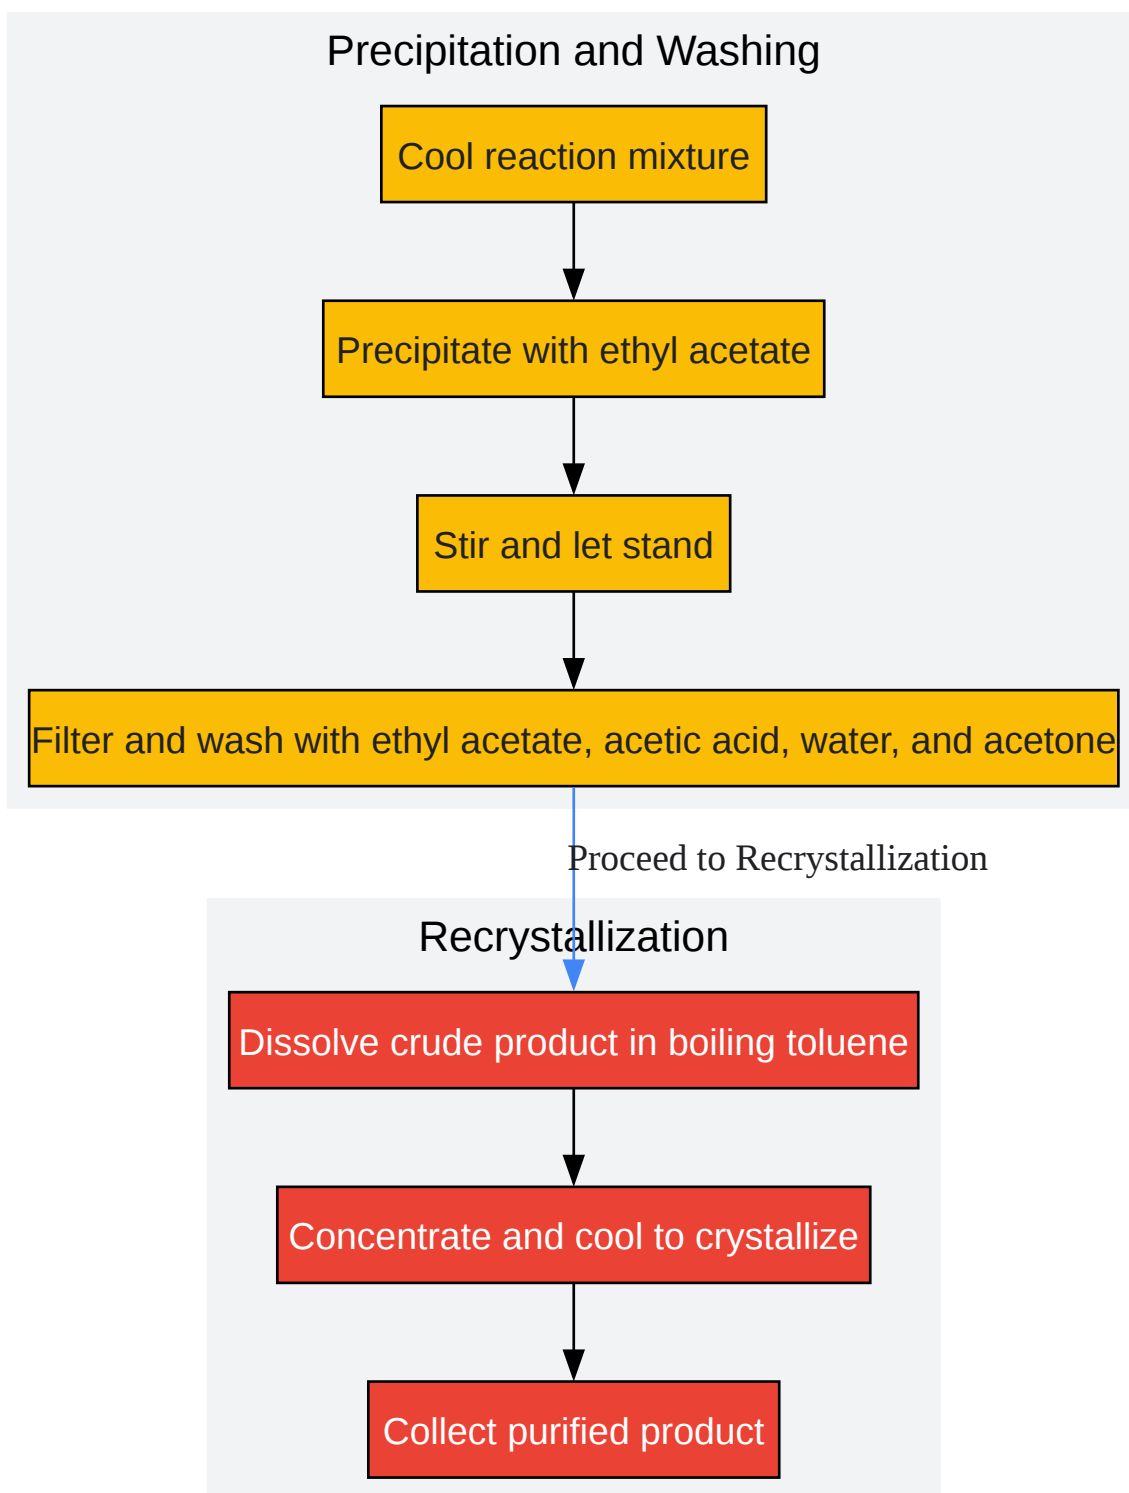 Precipitation and Washing
Cool reaction mixture
Precipitate with ethyl acetate
Stir and let stand
Filter and wash with ethyl acetate, acetic acid, water, and acetone
Proceed to Recrystallization
Recrystallization
Dissolve crude product in boiling toluene
Concentrate and cool to crystallize
Collect purified product